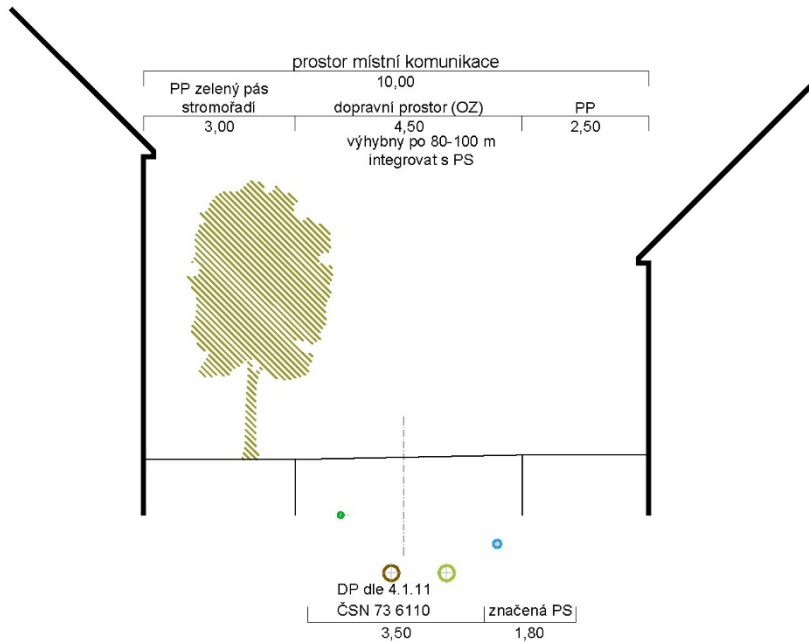 prostor místní komunikace
10,00
PP zelený pás
stromořadí
3,00
dopravní prostor (OZ)
4,50
výhybny po 80-100 m
integrovat s PS
PP
2,50
DP dle 4.1.11
ČSN 73 6110
3,50
značená PS
1,80